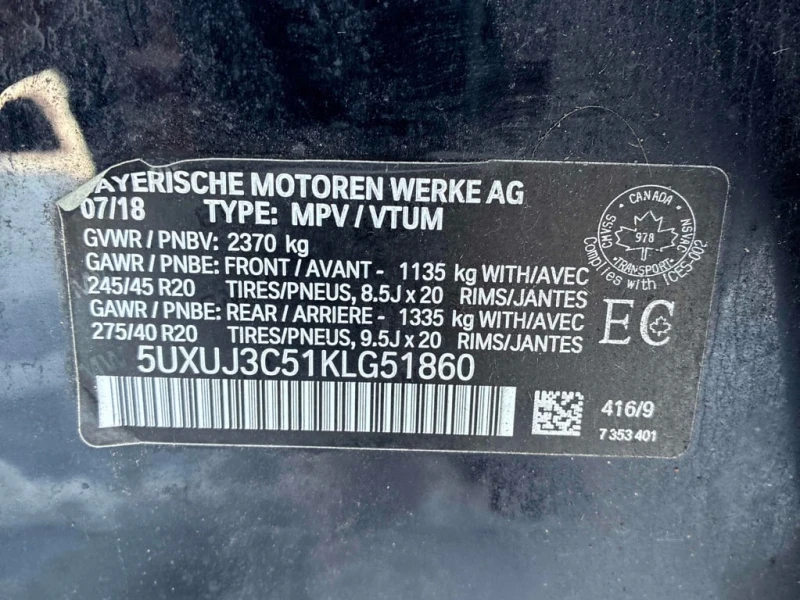 BAYERISCHE MOTOREN WERKE AG
07/18 TYPE: MPV / VTUM
GVWR / PNBV: 2370 kg
GAWR / PNBE: FRONT / AVANT - 1135 kg WITH/AVEC
245/45 R20 TIRES/PNEUS, 8.5J x 20 RIMS/JANTES
GAWR / PNBE: REAR / ARRIERE - 1335 kg WITH/AVEC
275/40 R20 TIRES/PNEUS, 9.5J x 20 RIMS/JANTES
5UXUJ3C51KLG51860
CANADA
CMVSS
NSVAC
978
TRANSPORT
Complies with ICES-002
EC
416/9
7 353 401